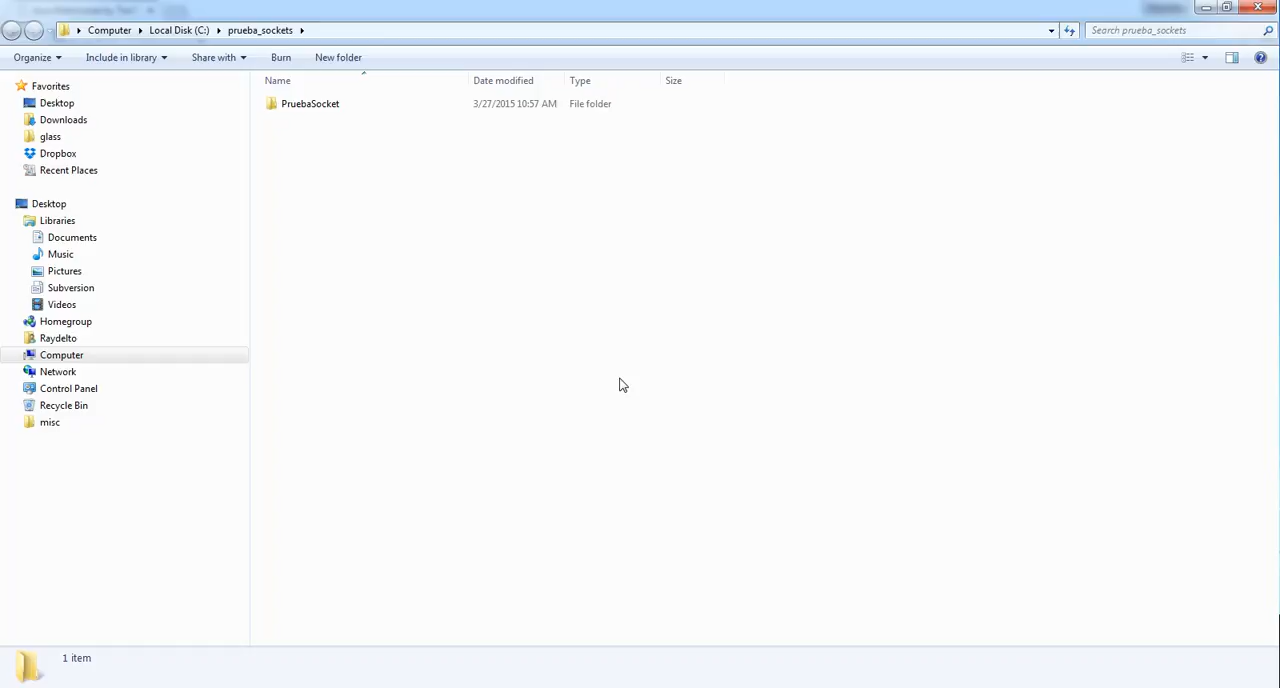 Computer Local Disk (C:) prueba_sockets Search prueba_sockets
Organize Include in library Share with Burn New folder
Name Date modified Type Size
PruebaSocket 3/27/2015 10:57 AM File folder
Favorites
Desktop
Downloads
glass
Dropbox
Recent Places
Desktop
Libraries
Documents
Music
Pictures
Subversion
Videos
Homegroup
Raydelto
Computer
Network
Control Panel
Recycle Bin
misc
1 item